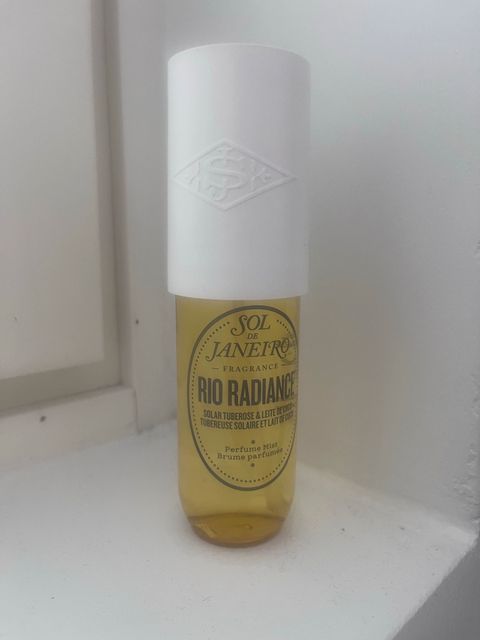 SOL
DE
JANEIRO
FRAGRANCE
RIO RADIANCE
SOLAR TUBEROSE & LEITE DE COCO
TUBÉREUSE SOLAIRE ET LAIT DE COCO
Perfume Mist
Brume parfumée